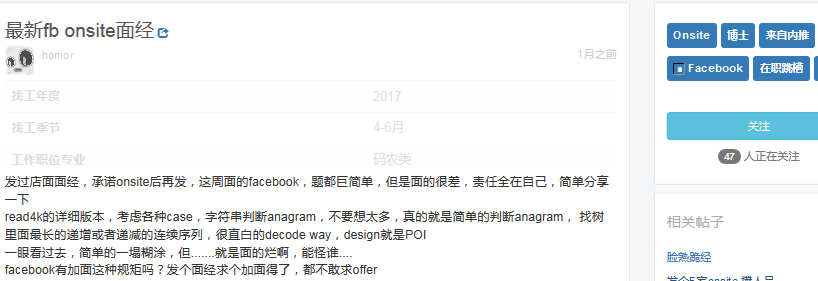 最新fb onsite面经
homor
1月之前
找工年度 2017
找工季节 4-6月
工作职位专业 码农类
发过店面面经，承诺onsite后再发，这周面的facebook，题都巨简单，但是面的很差，责任全在自己，简单分享
一下
read4k的详细版本，考虑各种case，字符串判断anagram，不要想太多，真的就是简单的判断anagram， 找树
里面最长的递增或者递减的连续序列，很直白的decode way，design就是POI
一眼看过去，简单的一塌糊涂，但.......就是面的烂啊，能怪谁....
facebook有加面这种规矩吗？发个面经求个加面得了，都不敢求offer
Onsite 博士 来自内推
Facebook 在职跳槽
关注
47 人正在关注
相关帖子
脸熟跪经